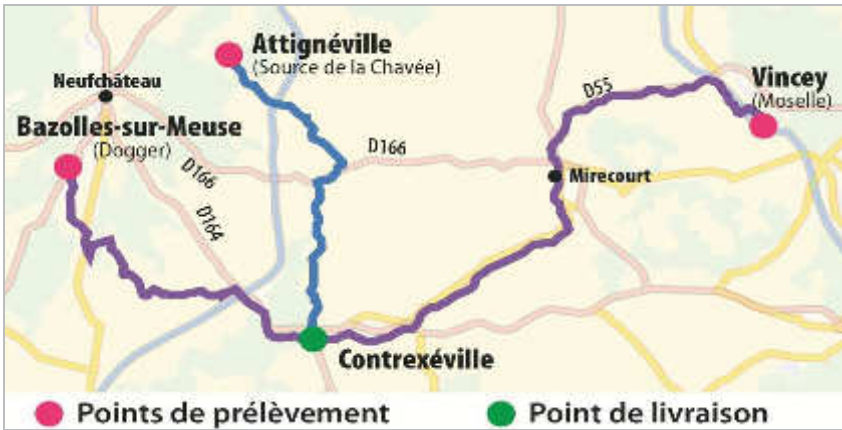 Attignéville
(Source de la Chavée)
Neufchâteau
Bazolles-sur-Meuse
(Dogger)
D55
Vincey
(Moselle)
D166
D166
Mirecourt
D164
Contrexéville
Points de prélèvement
Point de livraison